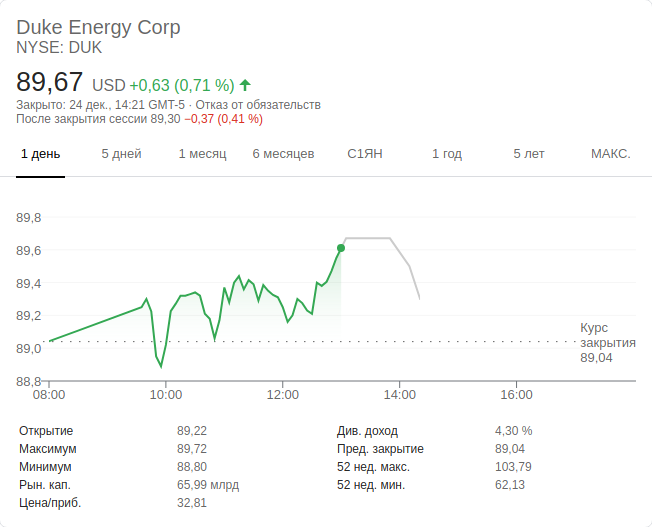 Duke Energy Corp
NYSE: DUK
89,67 USD +0,63 (0,71 %)
Закрыто: 24 дек., 14:21 GMT-5 · Отказ от обязательств
После закрытия сессии 89,30 −0,37 (0,41 %)
1 день 5 дней 1 месяц 6 месяцев С1ЯН 1 год 5 лет МАКС.
89,8
89,6
89,4
89,2
89,0
88,8
Курс
закрытия
89,04
08:00 10:00 12:00 14:00 16:00
Открытие 89,22 Див. доход 4,30 %
Максимум 89,72 Пред. закрытие 89,04
Минимум 88,80 52 нед. макс. 103,79
Рын. кап. 65,99 млрд 52 нед. мин. 62,13
Цена/приб. 32,81